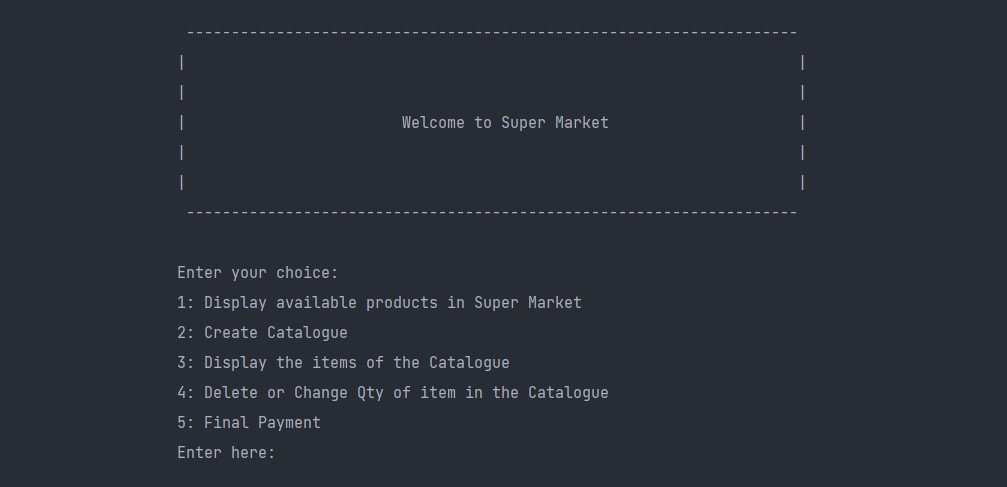 Welcome to Super Market
Enter your choice:
1: Display available products in Super Market
2: Create Catalogue
3: Display the items of the Catalogue
4: Delete or Change Qty of item in the Catalogue
5: Final Payment
Enter here: